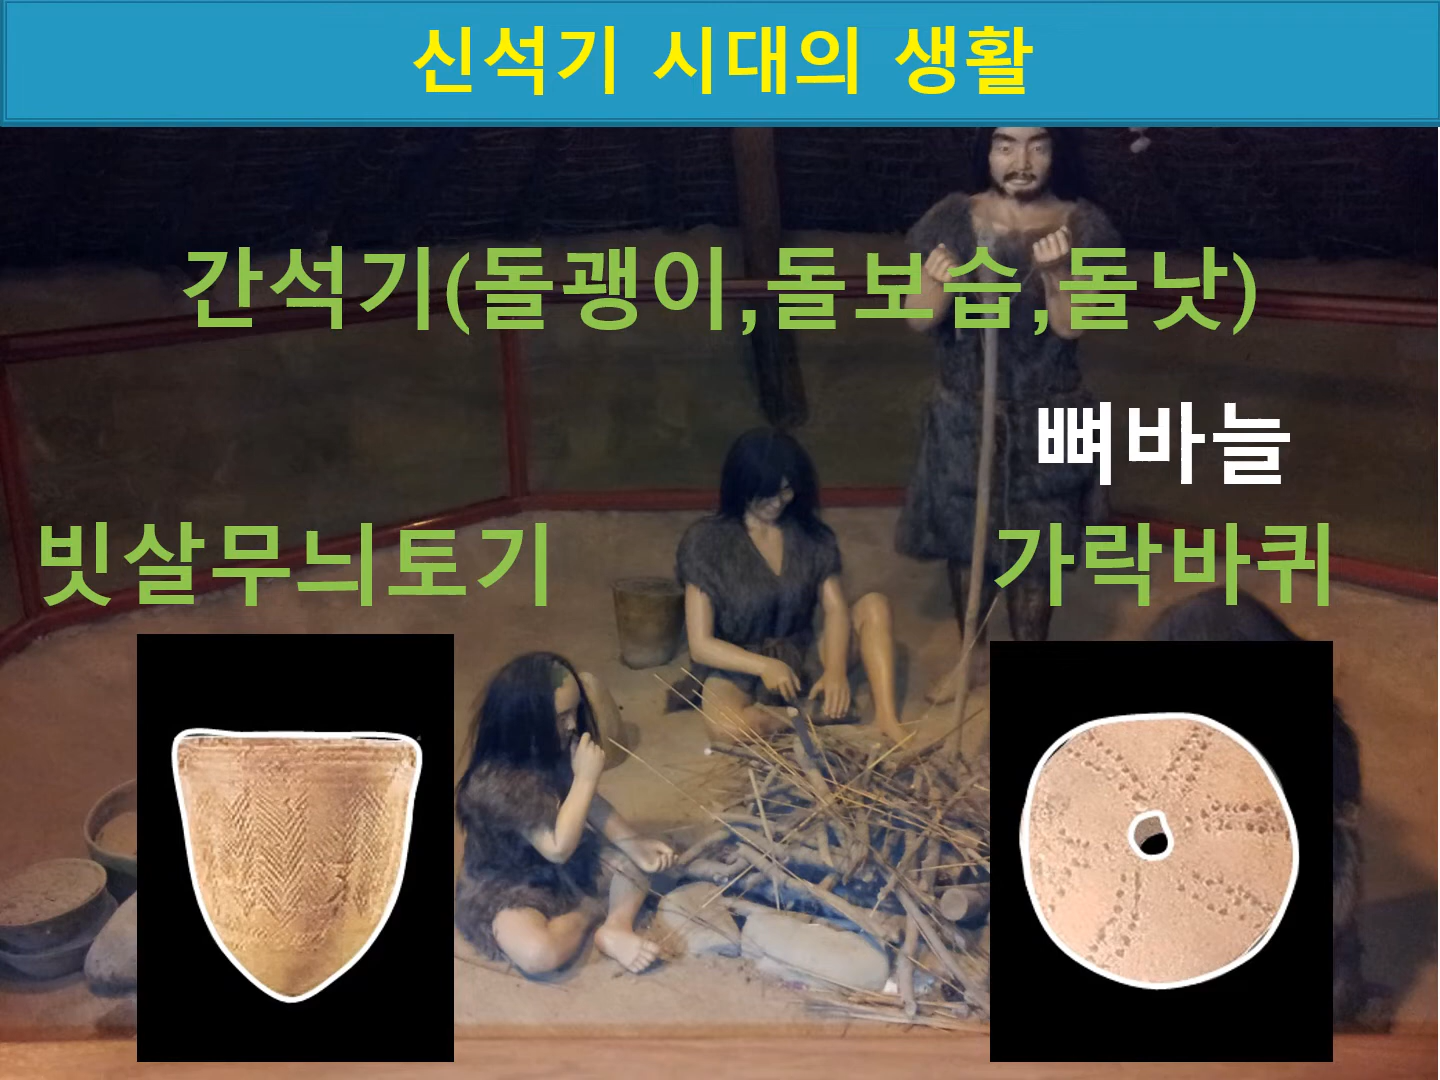 신석기 시대의 생활
간석기(돌괭이,돌보습,돌낫)
뼈바늘
빗살무늬토기
가락바퀴